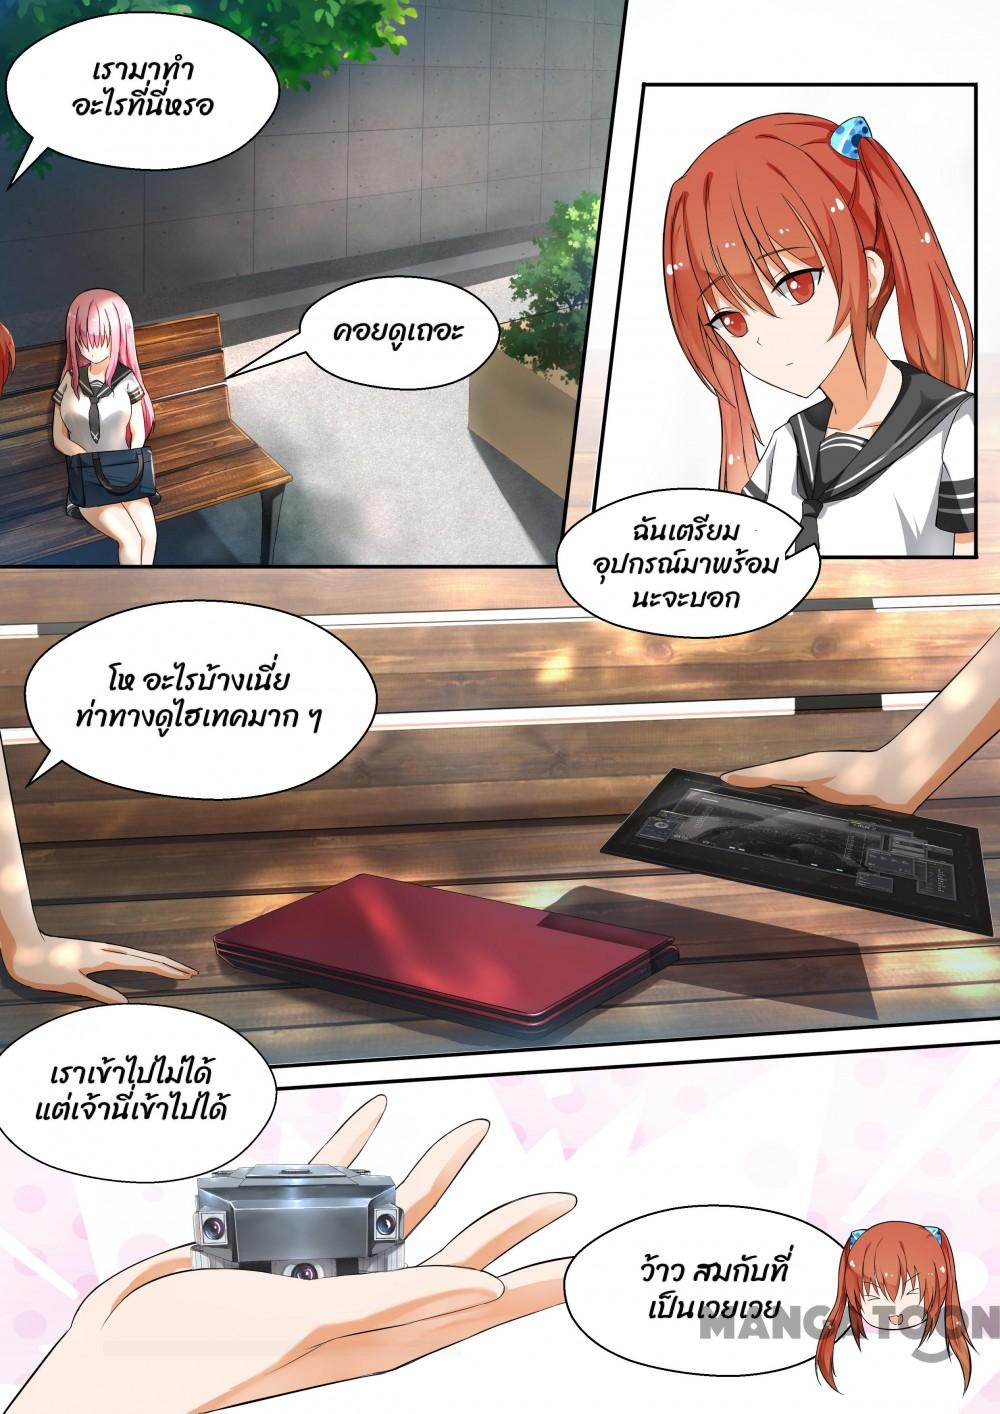 เรามาทำ
อะไรที่นี่หรอ
คอยดูเถอะ
ฉันเตรียม
อุปกรณ์มาพร้อม
นะจะบอก
โห อะไรบ้างเนี่ย
ท่าทางดูไฮเทคมาก ๆ
เราเข้าไปไม่ได้
แต่เจ้านี่เข้าไปได้
ว้าว สมกับที่
เป็นเวยเวย
MANGATOON